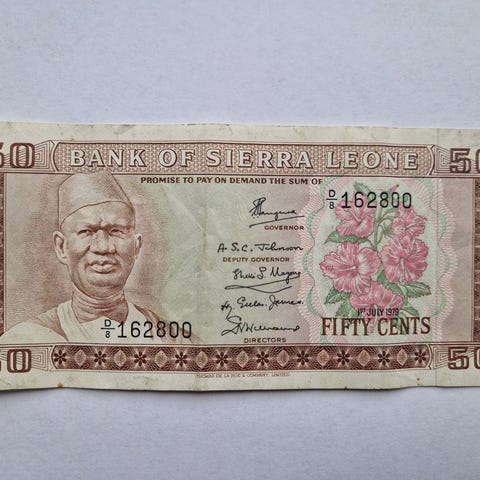 50 BANK OF SIERRA LEONE 50
PROMISE TO PAY ON DEMAND THE SUM OF
D/8 162800
GOVERNOR
A. S. C. Johnson
DEPUTY GOVERNOR
D/8 162800
DIRECTORS
1ST JULY 1979
FIFTY CENTS
50 50
THOMAS DE LA RUE & COMPANY, LIMITED